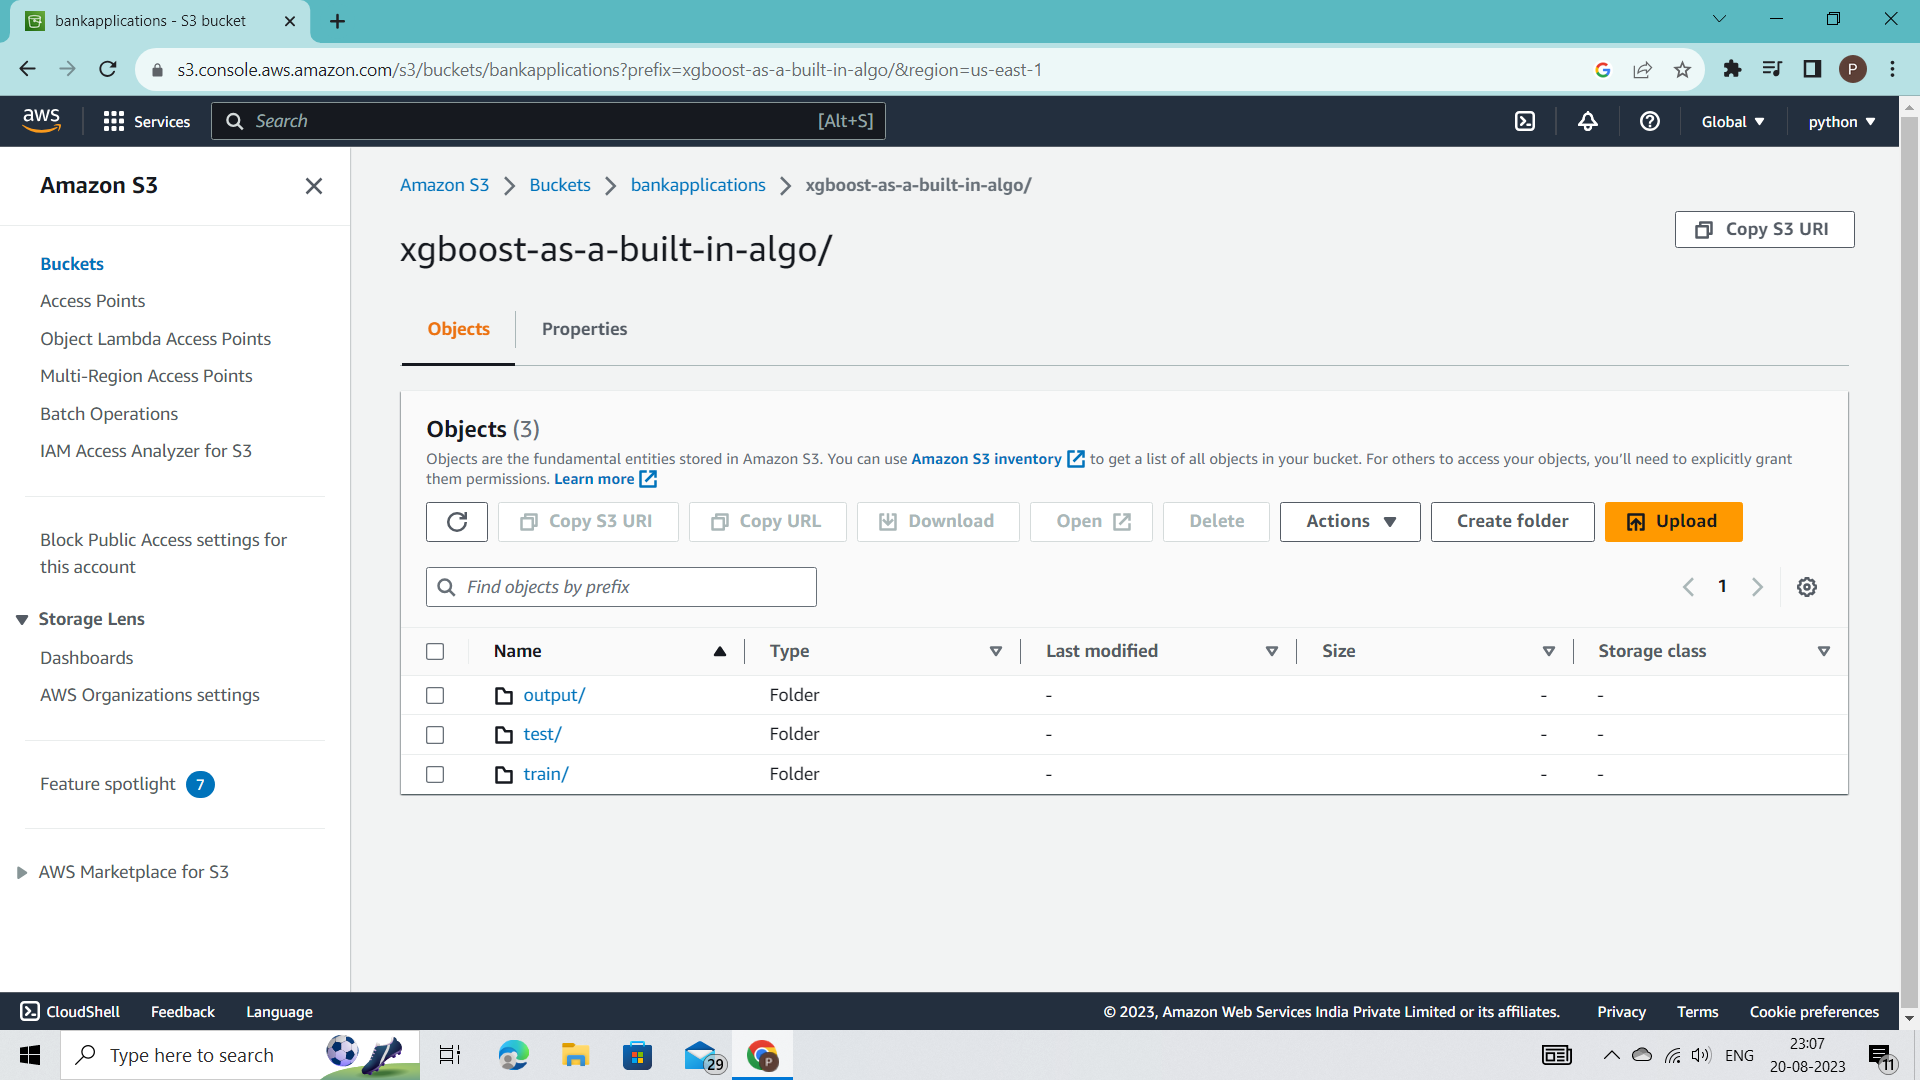 bankapplications - S3 bucket
s3.console.aws.amazon.com/s3/buckets/bankapplications?prefix=xgboost-as-a-built-in-algo/&region=us-east-1
P
aws
Services
Search
[Alt+S]
Global
python
Amazon S3
Buckets
Access Points
Object Lambda Access Points
Multi-Region Access Points
Batch Operations
IAM Access Analyzer for S3
Block Public Access settings for
this account
Storage Lens
Dashboards
AWS Organizations settings
Feature spotlight 7
AWS Marketplace for S3
Amazon S3 > Buckets > bankapplications > xgboost-as-a-built-in-algo/
xgboost-as-a-built-in-algo/
Copy S3 URI
Objects
Properties
Objects (3)
Objects are the fundamental entities stored in Amazon S3. You can use Amazon S3 inventory to get a list of all objects in your bucket. For others to access your objects, you'll need to explicitly grant
them permissions. Learn more
Copy S3 URI
Copy URL
Download
Open
Delete
Actions
Create folder
Upload
Find objects by prefix
1
Name Type Last modified Size Storage class
output/ Folder - - -
test/ Folder - - -
train/ Folder - - -
CloudShell Feedback Language
© 2023, Amazon Web Services India Private Limited or its affiliates. Privacy Terms Cookie preferences
Type here to search
29
P
ENG
23:07
20-08-2023
11